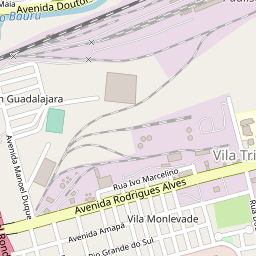 Maia
Avenida Douto
Bauru
n Guadalajara
Avenida Manoel Duque
Vila Tri
Rua Ivo Marcelino
Avenida Rodrigues Alves
Vila Monlevade
Avenida Amapá
Rio Grande do Sul